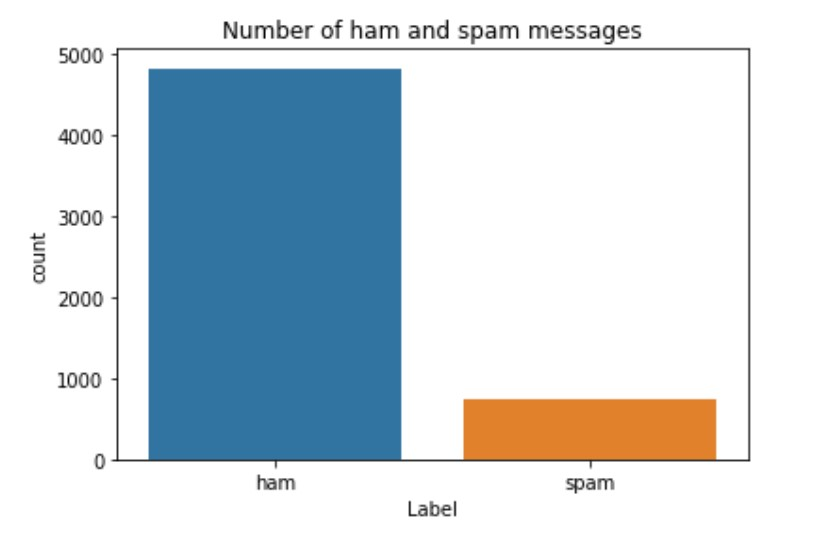 Number of ham and spam messages
5000
4000
3000
2000
1000
0
count
ham spam
Label